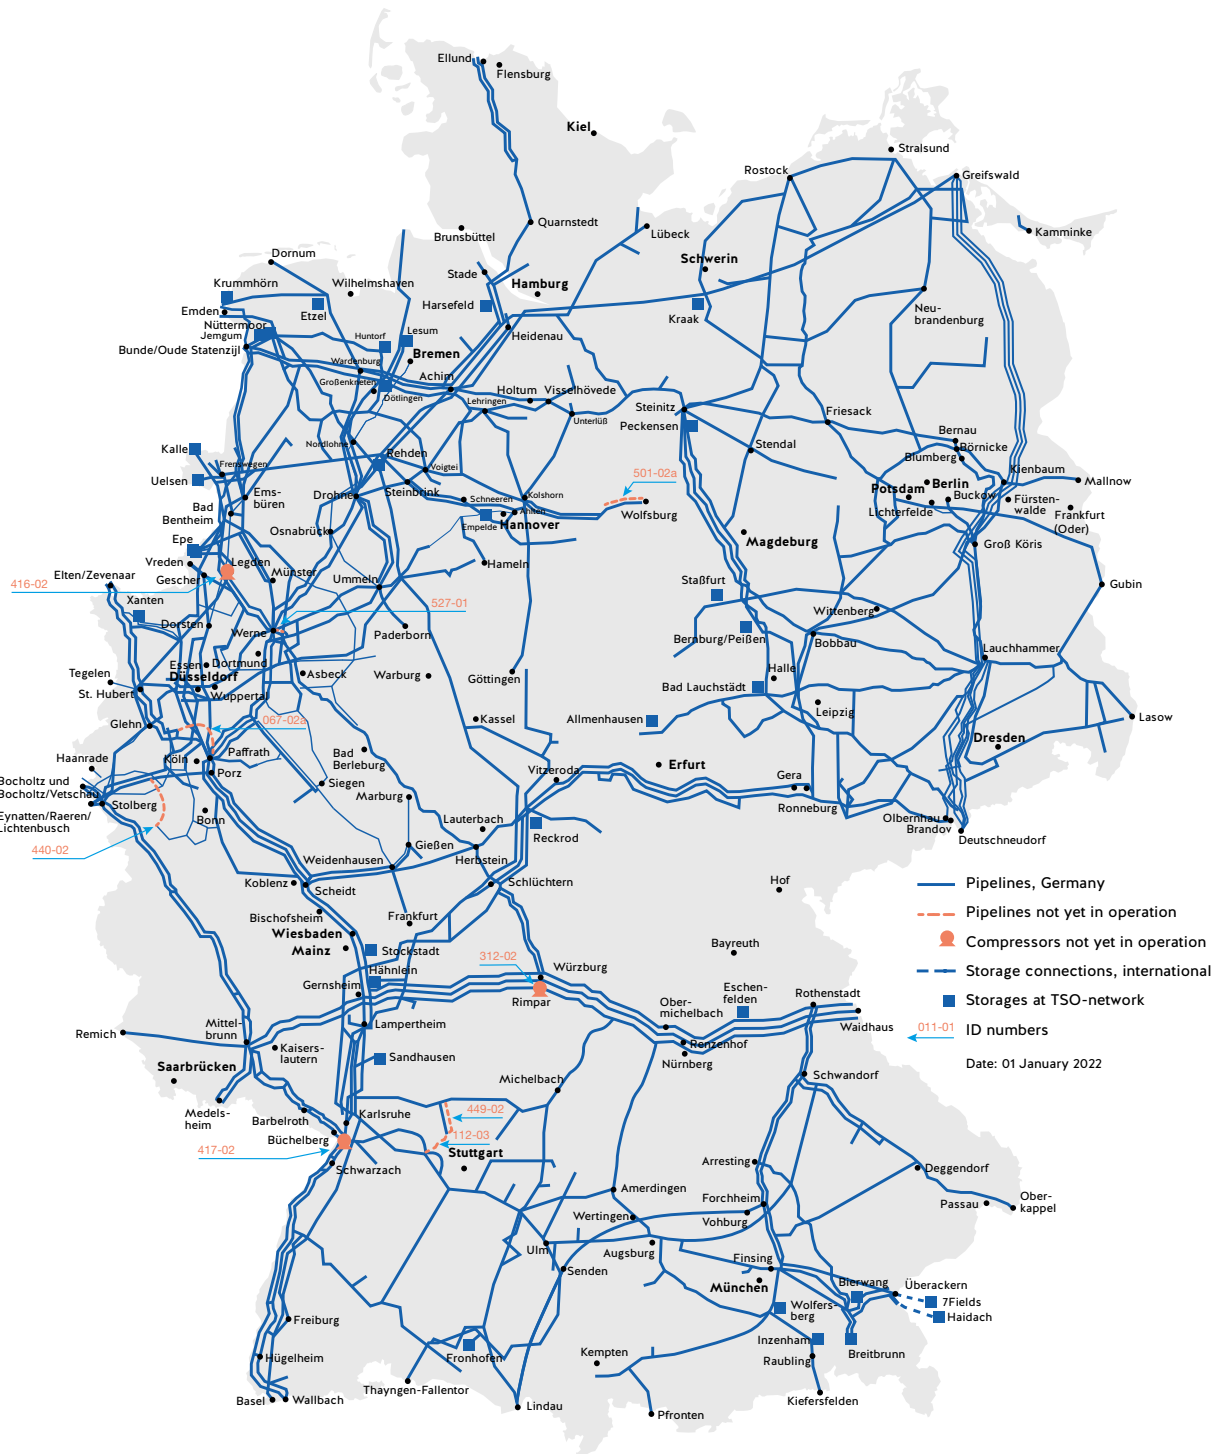 Ellund
Flensburg
Kiel
Stralsund
Rostock
Greifswald
Quarnstedt
Brunsbüttel
Lübeck
Kamminke
Dornum
Schwerin
Stade
Krummhörn
Wilhelmshaven
Hamburg
Harsefeld
Emden
Etzel
Kraak
Neu-
brandenburg
Nüttermoor
Jemgum
Huntorf
Lesum
Heidenau
Bunde/Oude Statenzijl
Bremen
Wardenburg
Großenkneten
Achim
Dötlingen
Holtum
Visselhövede
Lehringen
Unterlüß
Steinitz
Peckensen
Friesack
Bernau
Börnicke
Blumberg
Kalle
Nordlohne
Rehden
Stendal
Frenswegen
Voigtei
501-02a
Kienbaum
Mallnow
Uelsen
Berlin
Potsdam
Buckow
Ems-
büren
Drohne
Steinbrink
Schneeren
Kolshorn
Lichterfelde
Fürsten-
walde
Frankfurt
(Oder)
Bad
Bentheim
Ahlten
Wolfsburg
Empelde
Hannover
Osnabrück
Epe
Magdeburg
Groß Köris
Vreden
Legden
Hameln
Gescher
Münster
Ummeln
Elten/Zevenaar
416-02
Staßfurt
Gubin
Xanten
527-01
Wittenberg
Dorsten
Werne
Paderborn
Bernburg/Peißen
Bobbau
Lauchhammer
Essen
Dortmund
Tegelen
Düsseldorf
Asbeck
Warburg
Göttingen
Halle
St. Hubert
Wuppertal
Bad Lauchstädt
Glehn
067-02a
Kassel
Allmenhausen
Leipzig
Lasow
Dresden
Haanrade
Köln
Paffrath
Bad
Berleburg
Porz
Vitzeroda
Erfurt
Gera
Bocholtz und
Bocholtz/Vetschau
Siegen
Marburg
Ronneburg
Stolberg
Eynatten/Raeren/
Lichtenbusch
Bonn
Lauterbach
Reckrod
Olbernhau
Brandov
440-02
Gießen
Deutschneudorf
Weidenhausen
Herbstein
Koblenz
Scheidt
Schlüchtern
Hof
Pipelines, Germany
Bischofsheim
Frankfurt
Pipelines not yet in operation
Wiesbaden
Mainz
Stockstadt
Bayreuth
Compressors not yet in operation
312-02
Hähnlein
Würzburg
Storage connections, international
Gernsheim
Rimpar
Eschen-
felden
Rothenstadt
Storages at TSO-network
Ober-
michelbach
Waidhaus
Mittel-
brunn
Lampertheim
011-01
ID numbers
Remich
Kaisers-
lautern
Renzenhof
Sandhausen
Nürnberg
Date: 01 January 2022
Saarbrücken
Schwandorf
Michelbach
Medels-
heim
Barbelroth
Karlsruhe
449-02
Büchelberg
112-03
417-02
Stuttgart
Schwarzach
Arresting
Deggendorf
Amerdingen
Forchheim
Ober-
kappel
Wertingen
Vohburg
Passau
Ulm
Augsburg
Finsing
Senden
München
Bierwang
Überackern
7Fields
Wolfers-
berg
Haidach
Freiburg
Inzenham
Fronhofen
Kempten
Raubling
Breitbrunn
Hügelheim
Thayngen-Fallentor
Basel
Wallbach
Lindau
Pfronten
Kiefersfelden